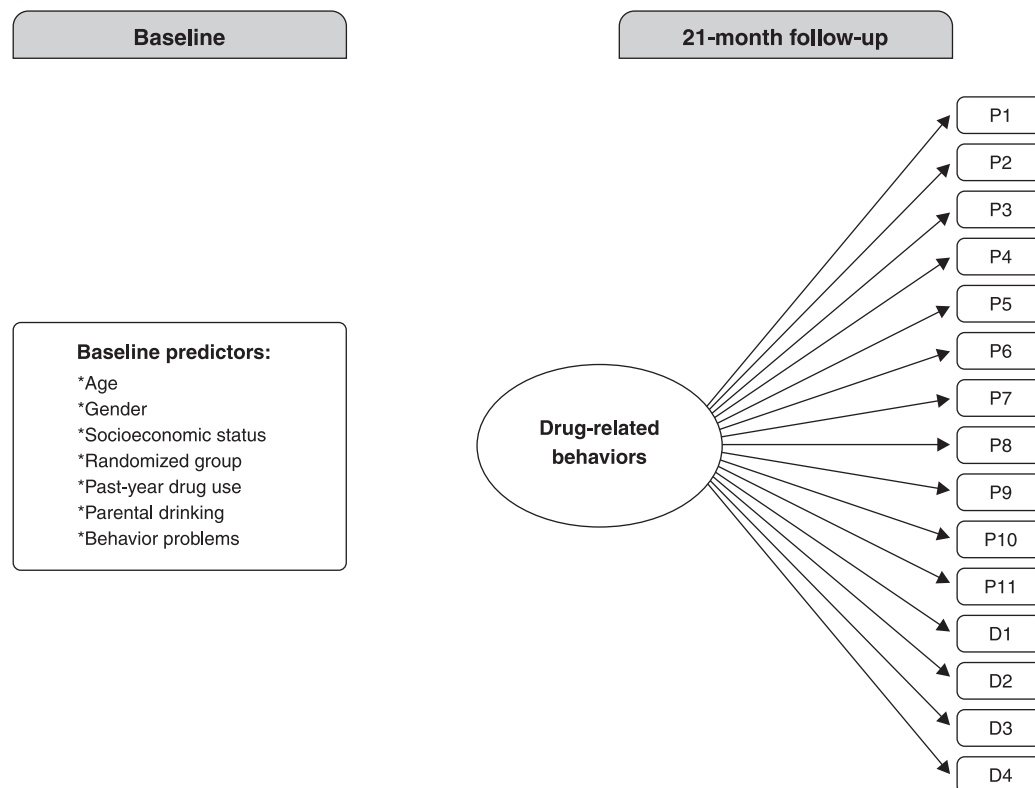 Baseline
21-month follow-up
Baseline predictors:
*Age
*Gender
*Socioeconomic status
*Randomized group
*Past-year drug use
*Parental drinking
*Behavior problems
Drug-related
behaviors
P1
P2
P3
P4
P5
P6
P7
P8
P9
P10
P11
D1
D2
D3
D4